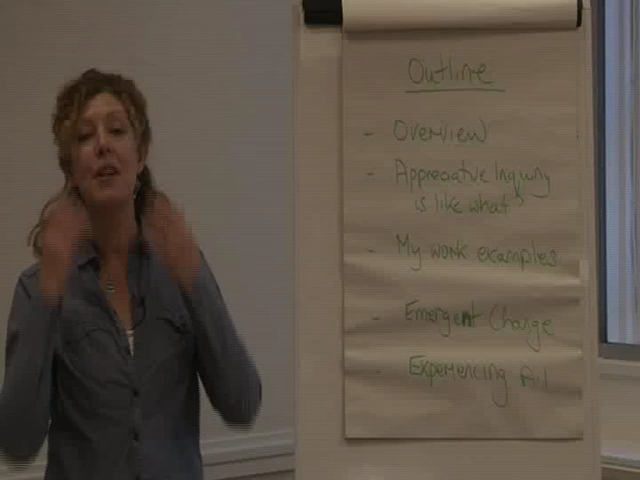 Outline
- Overview
- Appreciative Inquiry
is like what?
- My work examples
- Emergent Change
- Experiencing A.I